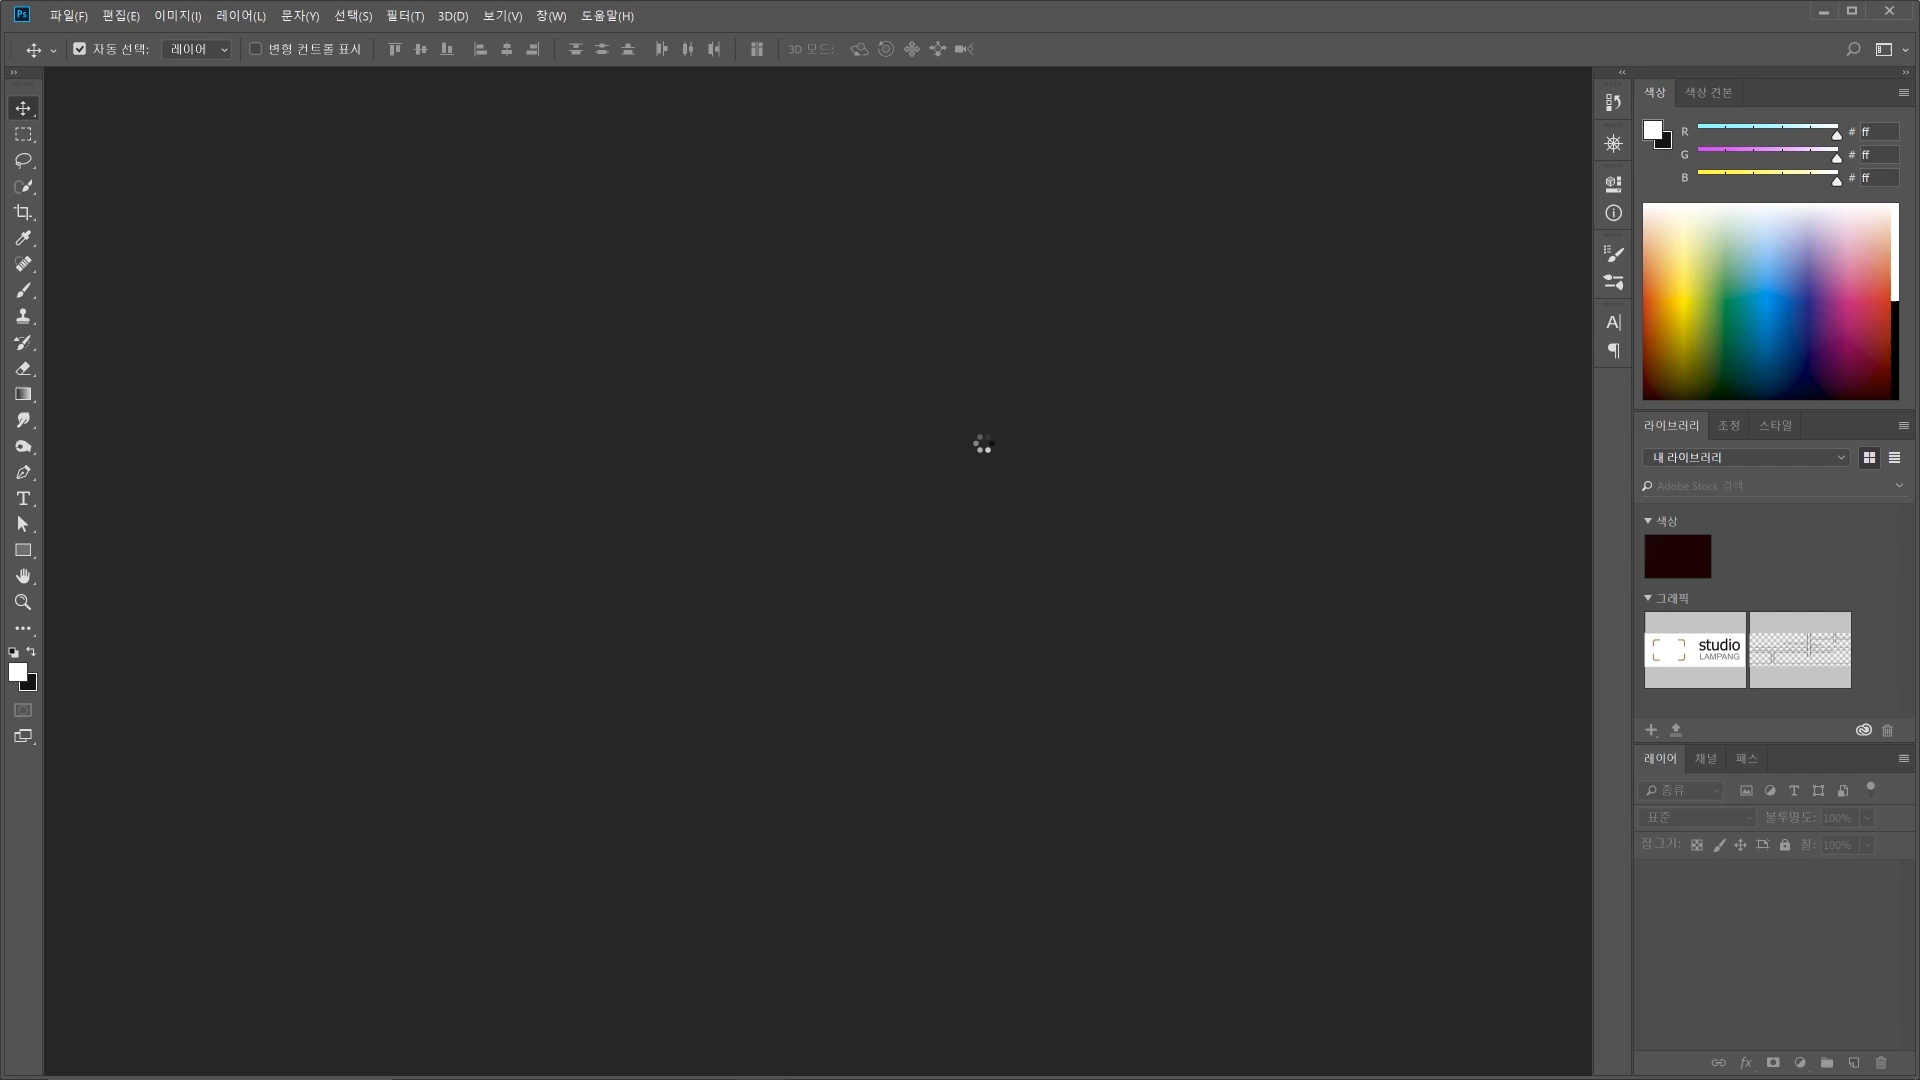 Ps 파일(F) 편집(E) 이미지(I) 레이어(L) 문자(Y) 선택(S) 필터(T) 3D(D) 보기(V) 창(W) 도움말(H)
자동 선택: 레이어 변형 컨트롤 표시 3D 모드:
색상 색상 견본
R # ff
G # ff
B # ff
라이브러리 조정 스타일
내 라이브러리
Adobe Stock 검색
색상
그래픽
studio
LAMPANG
레이어 채널 패스
종류
표준 불투명도: 100%
잠그기: 칠: 100%
fx